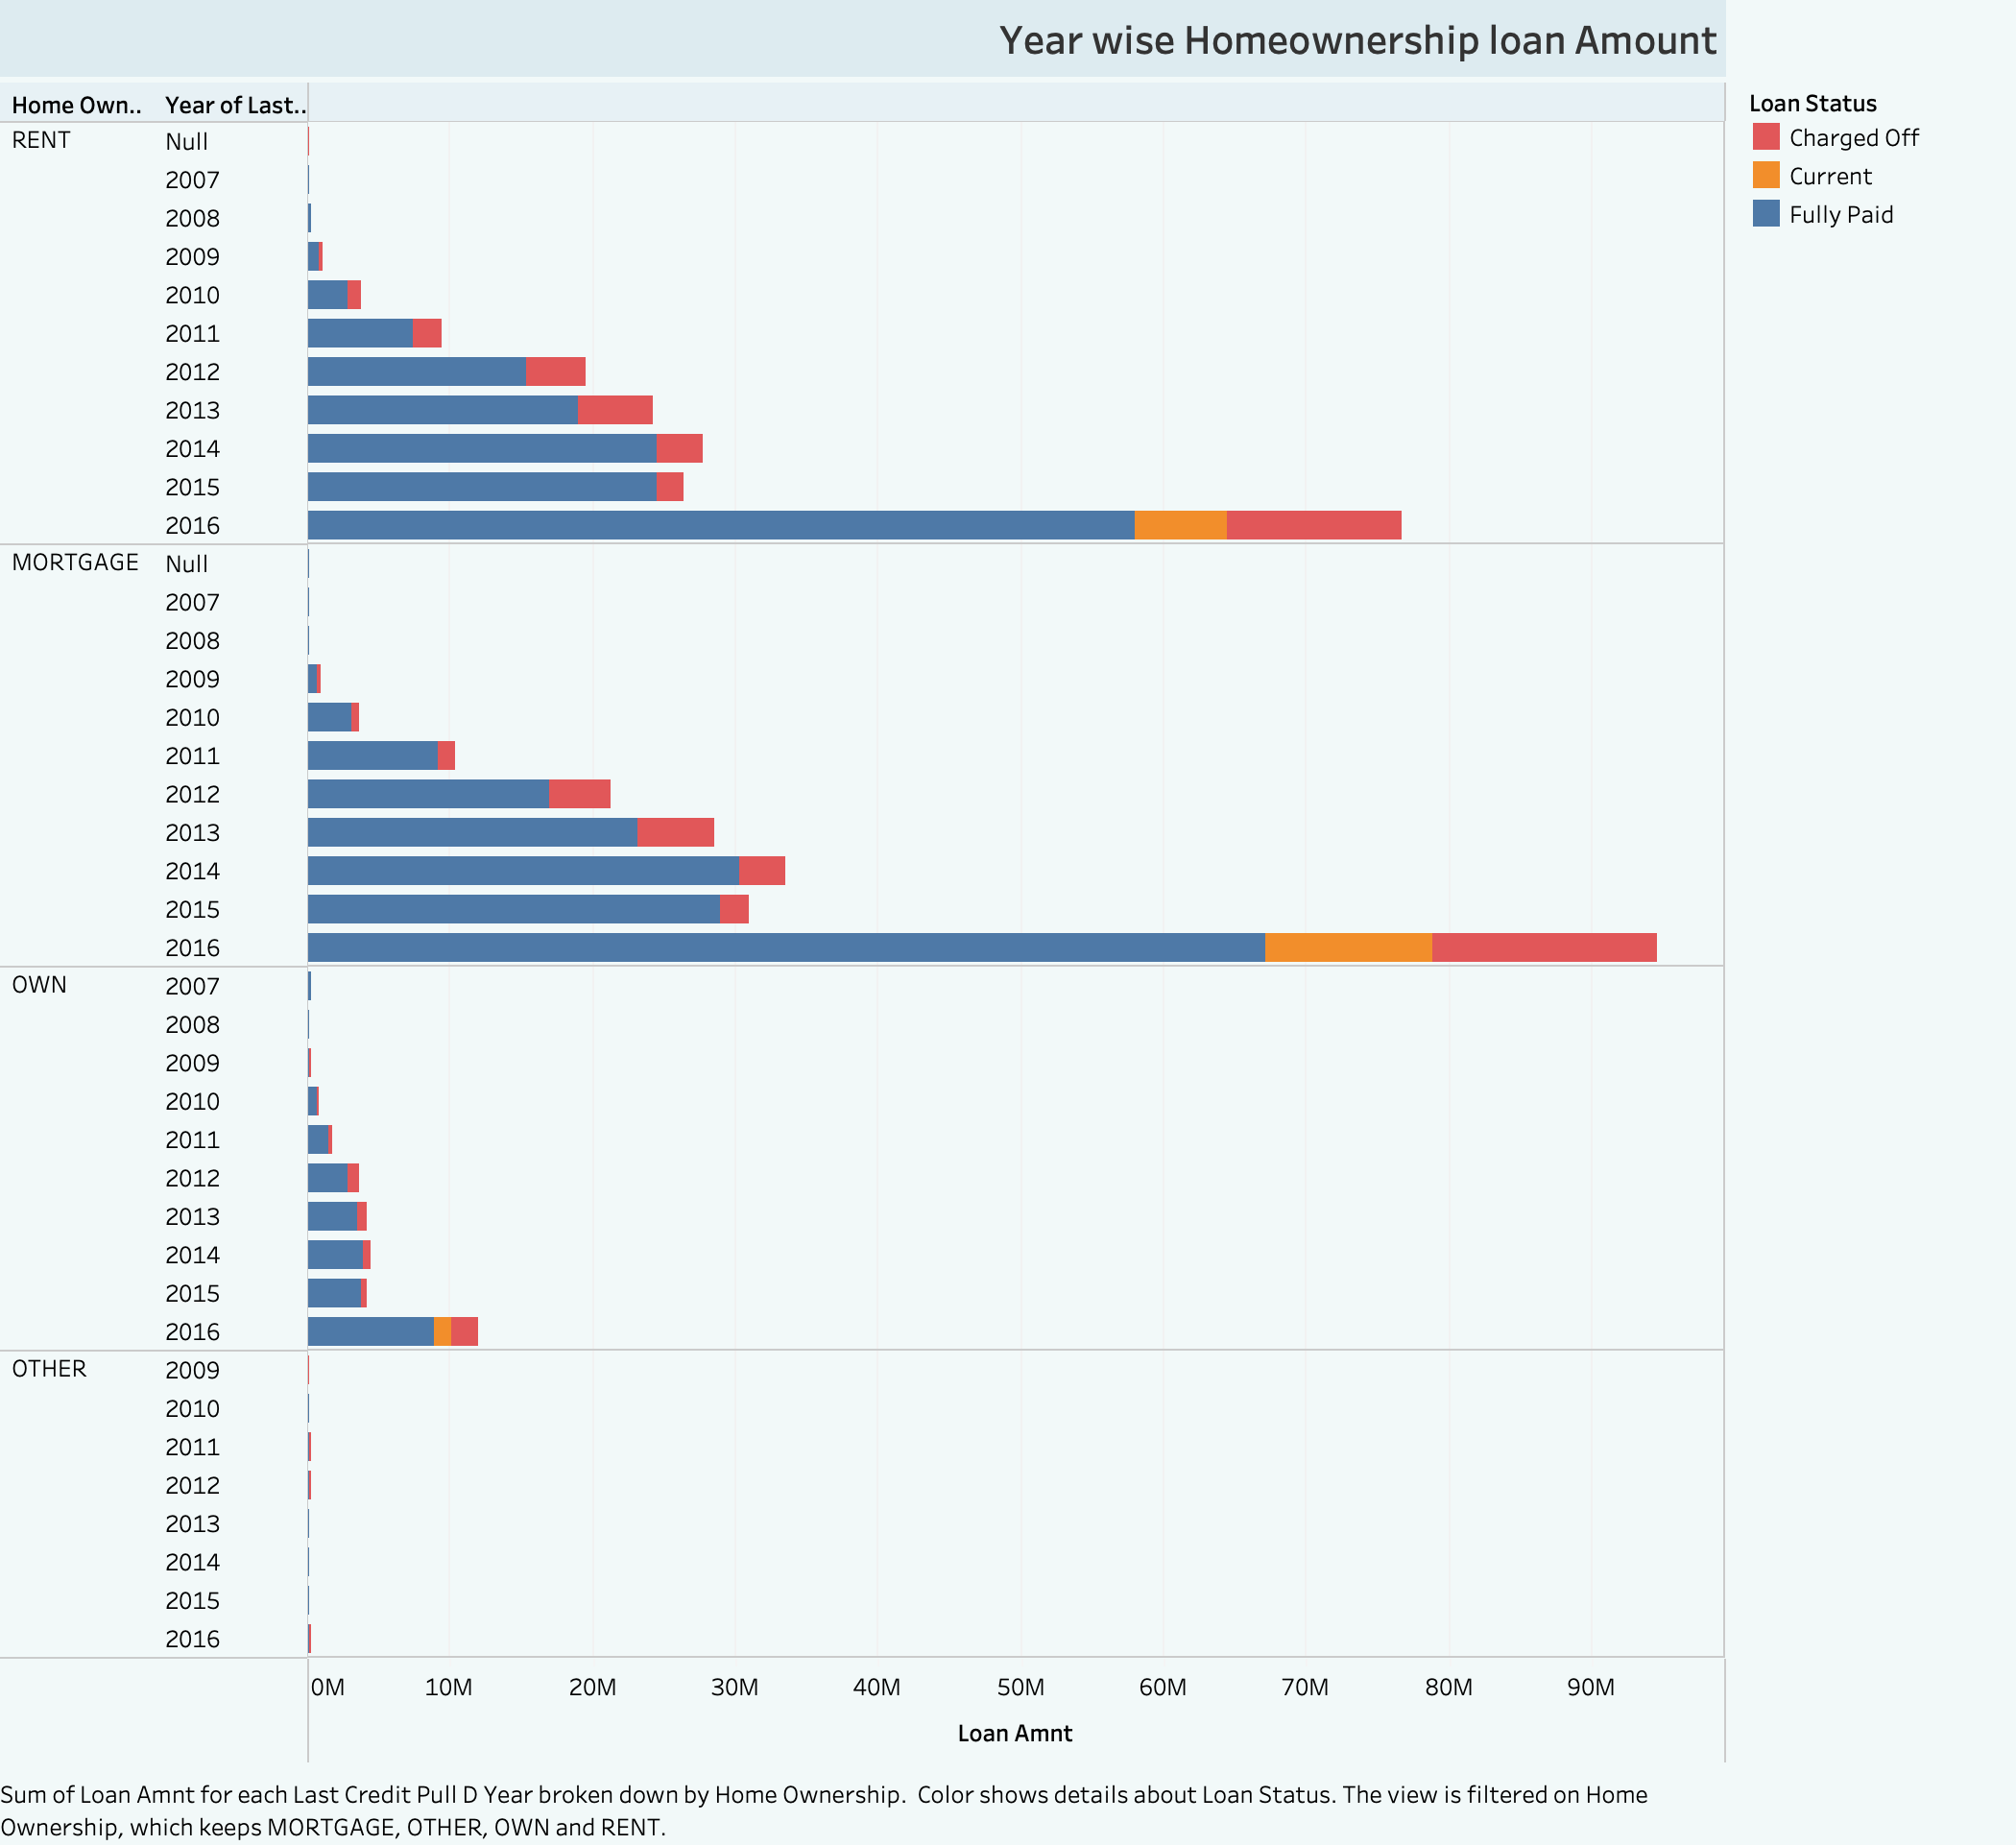 Year wise Homeownership loan Amount
Home Own.. Year of Last..
RENT Null
2007
2008
2009
2010
2011
2012
2013
2014
2015
2016
MORTGAGE Null
2007
2008
2009
2010
2011
2012
2013
2014
2015
2016
OWN 2007
2008
2009
2010
2011
2012
2013
2014
2015
2016
OTHER 2009
2010
2011
2012
2013
2014
2015
2016
0M 10M 20M 30M 40M 50M 60M 70M 80M 90M
Loan Amnt
Loan Status
Charged Off
Current
Fully Paid
Sum of Loan Amnt for each Last Credit Pull D Year broken down by Home Ownership.  Color shows details about Loan Status. The view is filtered on Home
Ownership, which keeps MORTGAGE, OTHER, OWN and RENT.